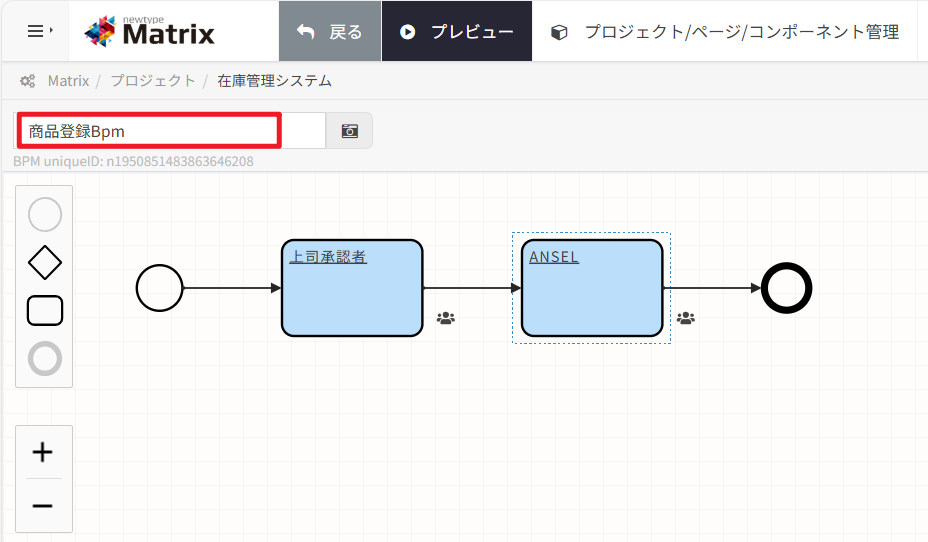 newtype
Matrix
戻る
プレビュー
プロジェクト/ページ/コンポーネント管理
Matrix / プロジェクト / 在庫管理システム
商品登録Bpm
BPM uniqueID: n1950851483863646208
上司承認者
ANSEL